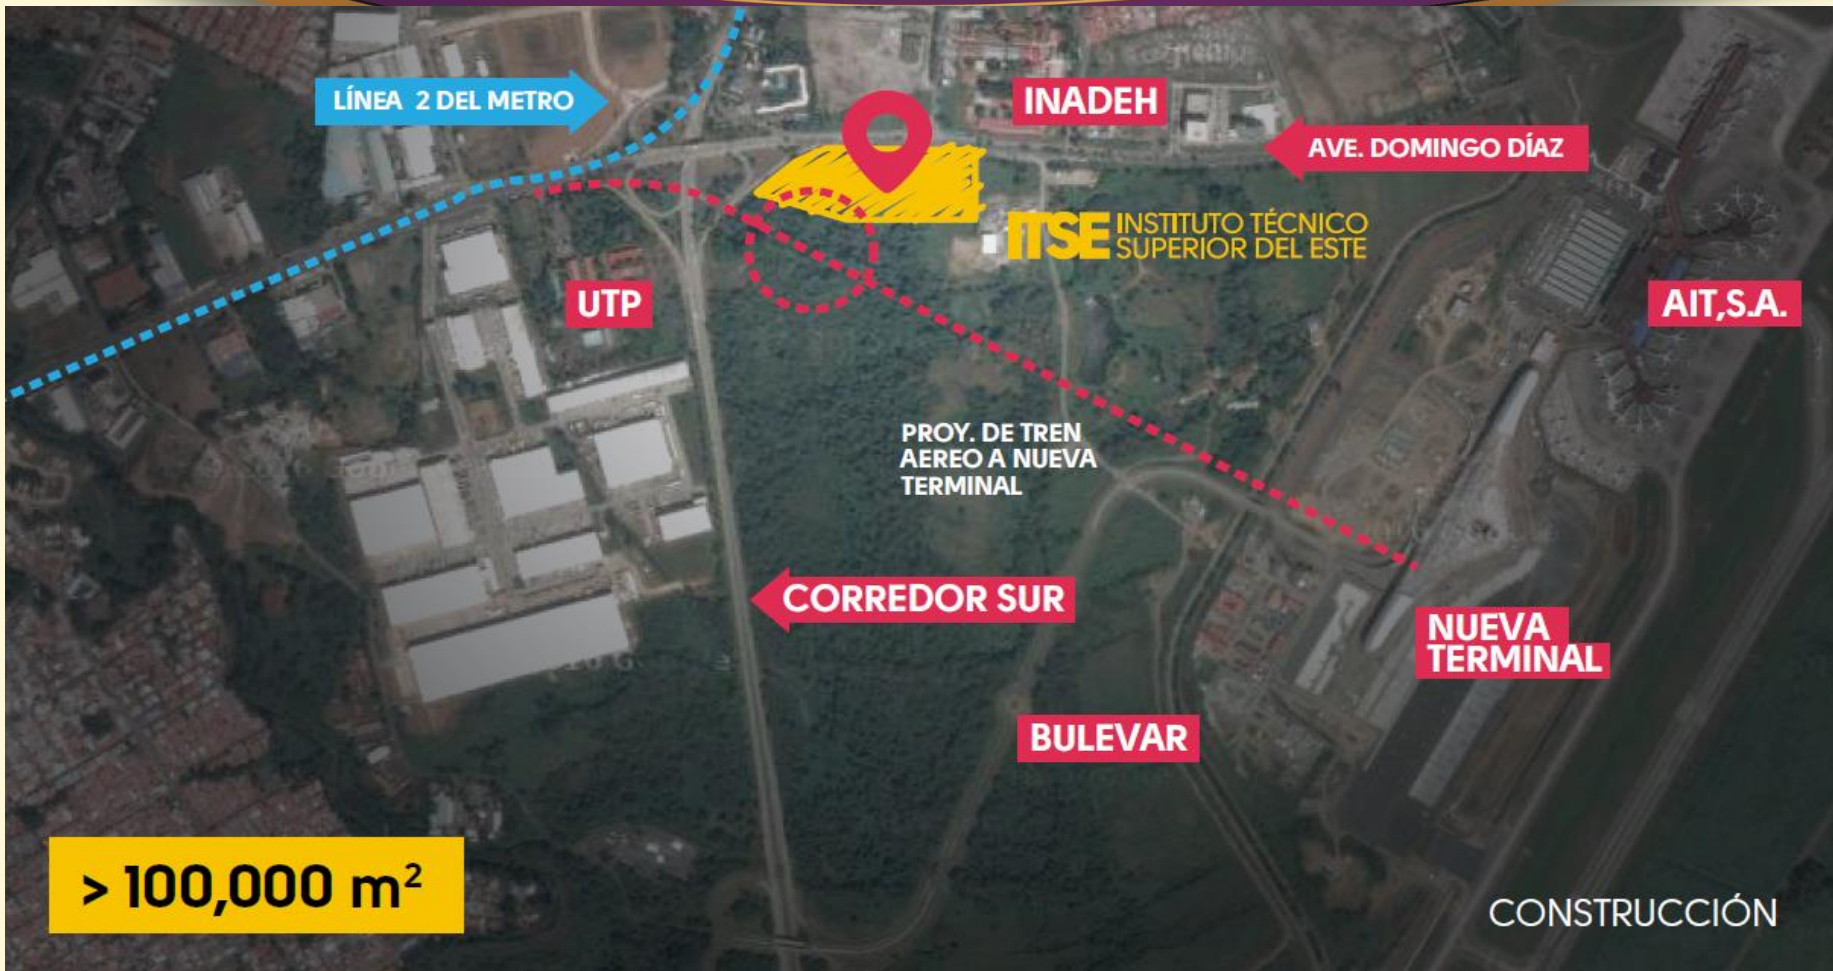 LÍNEA 2 DEL METRO
INADEH
AVE. DOMINGO DÍAZ
ITSE INSTITUTO TÉCNICO
SUPERIOR DEL ESTE
UTP
AIT,S.A.
PROY. DE TREN
AEREO A NUEVA
TERMINAL
CORREDOR SUR
NUEVA
TERMINAL
BULEVAR
> 100,000 m²
CONSTRUCCIÓN